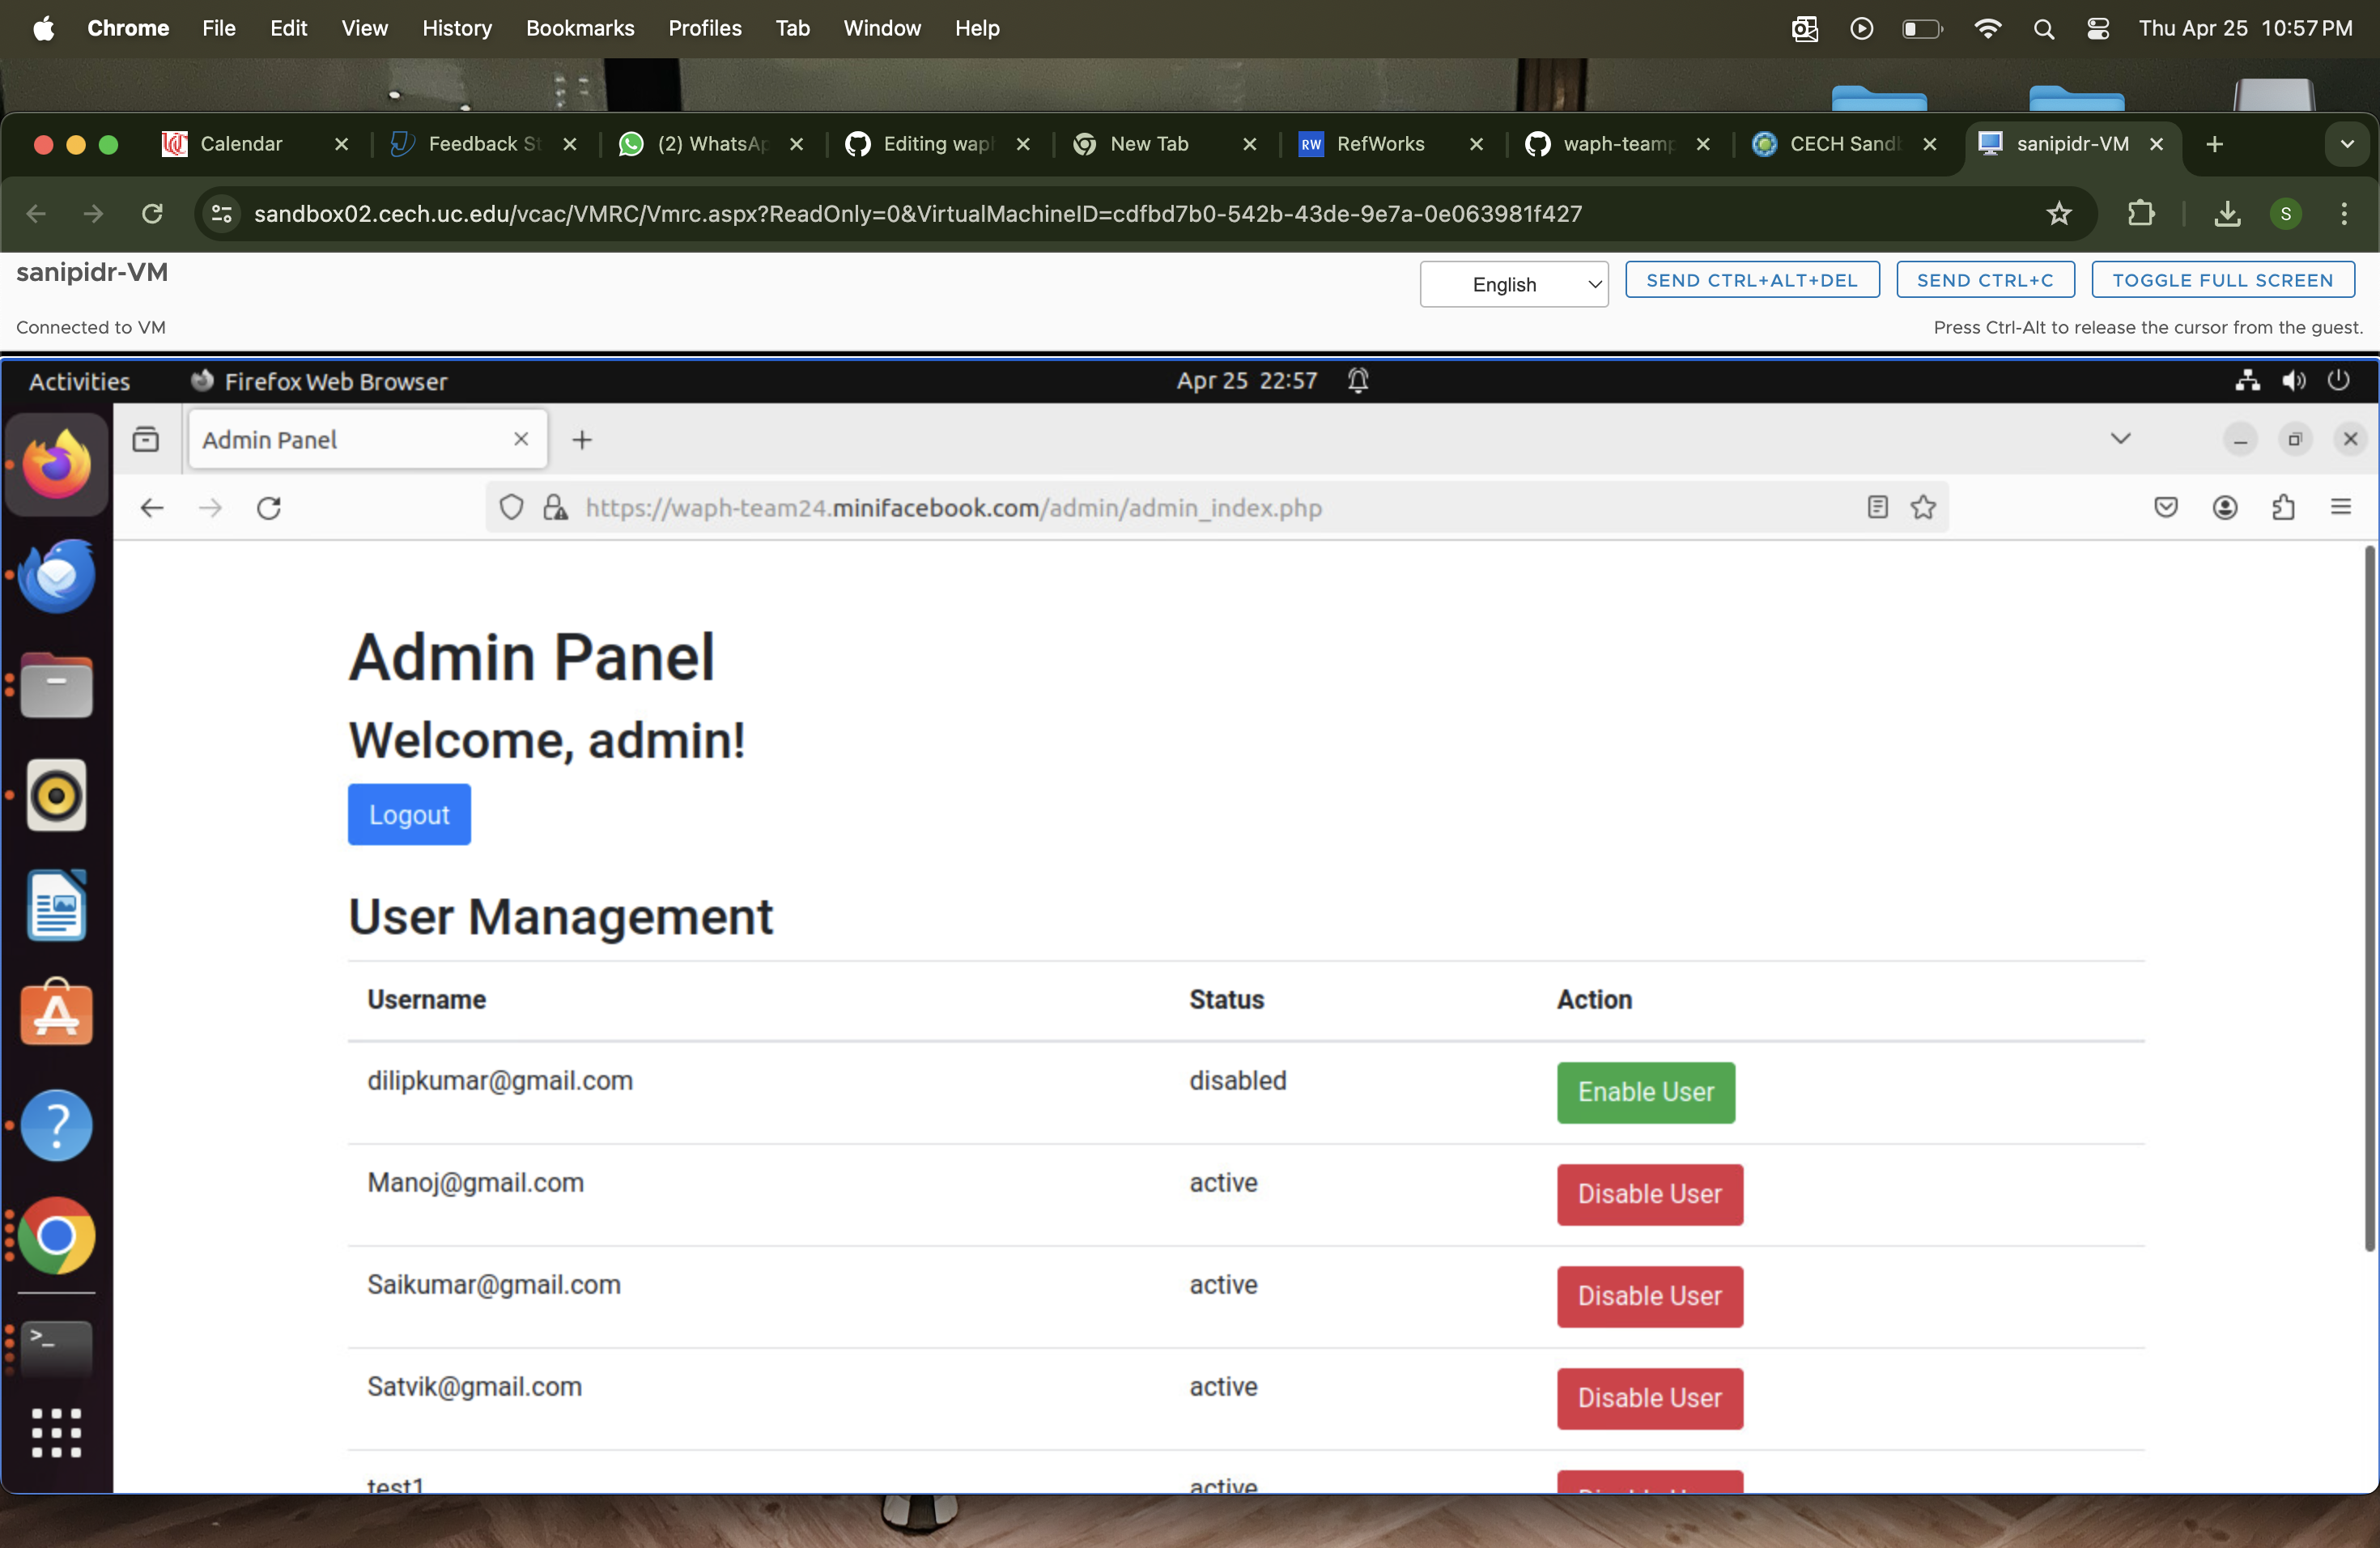 Chrome File Edit View History Bookmarks Profiles Tab Window Help Thu Apr 25 10:57 PM
Calendar Feedback St (2) WhatsAp Editing wap New Tab RW RefWorks waph-teamp CECH Sand sanipidr-VM
sandbox02.cech.uc.edu/vcac/VMRC/Vmrc.aspx?ReadOnly=0&VirtualMachineID=cdfbd7b0-542b-43de-9e7a-0e063981f427 S
sanipidr-VM English SEND CTRL+ALT+DEL SEND CTRL+C TOGGLE FULL SCREEN
Connected to VM Press Ctrl-Alt to release the cursor from the guest.
Activities Firefox Web Browser Apr 25 22:57
Admin Panel
https://waph-team24.minifacebook.com/admin/admin_index.php
Admin Panel
Welcome, admin!
Logout
User Management
Username Status Action
dilipkumar@gmail.com disabled Enable User
Manoj@gmail.com active Disable User
Saikumar@gmail.com active Disable User
Satvik@gmail.com active Disable User
test1 active Disable User